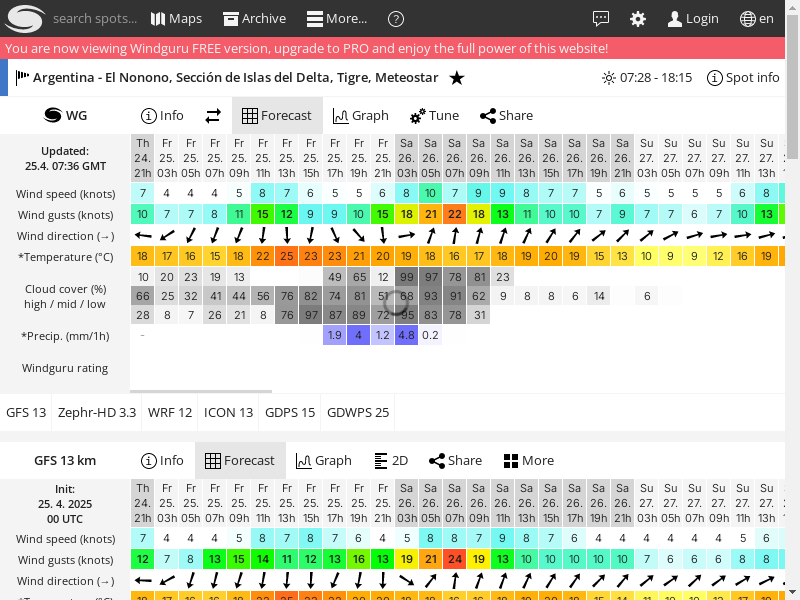 search spots... Maps Archive More... ? Login en
You are now viewing Windguru FREE version, upgrade to PRO and enjoy the full power of this website!
Argentina - El Nonono, Sección de Islas del Delta, Tigre, Meteostar 07:28 - 18:15 Spot info
WG Info Forecast Graph Tune Share
Updated:
25.4. 07:36 GMT
Th Fr Fr Fr Fr Fr Fr Fr Fr Fr Fr Sa Sa Sa Sa Sa Sa Sa Sa Sa Sa Su Su Su Su Su Su
24. 25. 25. 25. 25. 25. 25. 25. 25. 25. 25. 26. 26. 26. 26. 26. 26. 26. 26. 26. 26. 27. 27. 27. 27. 27. 27.
21h 03h 05h 07h 09h 11h 13h 15h 17h 19h 21h 03h 05h 07h 09h 11h 13h 15h 17h 19h 21h 03h 05h 07h 09h 11h 13h
Wind speed (knots) 7 4 4 4 5 8 7 6 5 5 6 8 10 7 9 9 8 7 7 5 6 5 5 5 5 6 8
Wind gusts (knots) 10 7 7 8 11 15 12 9 9 10 15 18 21 22 18 13 11 10 10 7 9 7 7 6 7 10 13
Wind direction (→)
*Temperature (°C) 18 17 16 15 18 22 25 23 23 21 20 19 18 16 17 18 19 20 19 15 13 10 9 9 12 16 19
Cloud cover (%)
high / mid / low
10 20 23 19 13 49 65 12 99 97 78 81 23
66 25 32 41 44 56 76 82 74 81 51 68 93 91 62 9 8 8 6 14 6
28 8 7 26 21 8 76 97 87 89 72 95 83 78 31
*Precip. (mm/1h) - 1.9 4 1.2 4.8 0.2
Windguru rating
GFS 13 Zephr-HD 3.3 WRF 12 ICON 13 GDPS 15 GDWPS 25
GFS 13 km Info Forecast Graph 2D Share More
Init:
25. 4. 2025
00 UTC
Th Fr Fr Fr Fr Fr Fr Fr Fr Fr Fr Sa Sa Sa Sa Sa Sa Sa Sa Sa Sa Su Su Su Su Su Su
24. 25. 25. 25. 25. 25. 25. 25. 25. 25. 25. 26. 26. 26. 26. 26. 26. 26. 26. 26. 26. 27. 27. 27. 27. 27. 27.
21h 03h 05h 07h 09h 11h 13h 15h 17h 19h 21h 03h 05h 07h 09h 11h 13h 15h 17h 19h 21h 03h 05h 07h 09h 11h 13h
Wind speed (knots) 7 4 4 4 5 8 7 8 7 6 4 5 8 8 7 9 8 7 6 4 4 4 4 4 4 5 6
Wind gusts (knots) 12 7 8 13 15 14 11 12 13 16 13 19 21 24 19 13 10 10 10 10 10 7 6 6 6 8 8
Wind direction (→)